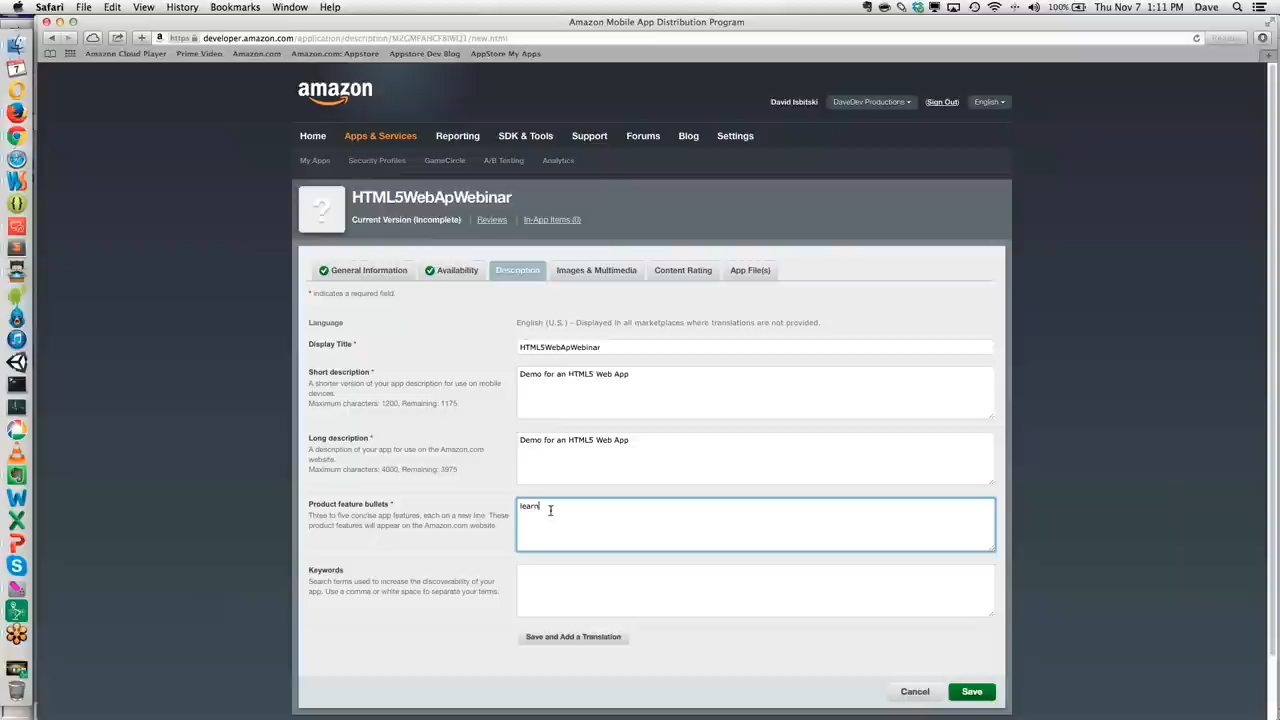 Safari File Edit View History Bookmarks Window Help 100% Thu Nov 7 1:11 PM Dave
Amazon Mobile App Distribution Program
Amazon Cloud Player Prime Video Amazon.com Amazon.com: Appstore Appstore Dev Blog AppStore My Apps
amazon
David Isbitski DaveDev Productions (Sign Out) English
Home Apps & Services Reporting SDK & Tools Support Forums Blog Settings
My Apps Security Profiles GameCircle A/B Testing Analytics
? HTML5WebApWebinar
Current Version (Incomplete) | Reviews | In-App Items (0)
General Information Availability Description Images & Multimedia Content Rating App File(s)
* indicates a required field.
Language English (U.S.) - Displayed in all marketplaces where translations are not provided.
Display Title * HTML5WebApWebinar
Short description * Demo for an HTML5 Web App
A shorter version of your app description for use on mobile
devices.
Maximum characters: 1200, Remaining: 1175
Long description * Demo for an HTML5 Web App
A description of your app for use on the Amazon.com
website.
Maximum characters: 4000, Remaining: 3975
Product feature bullets * learn
Three to five concise app features, each on a new line. These
product features will appear on the Amazon.com website
Keywords
Search terms used to increase the discoverability of your
app. Use a comma or white space to separate your terms.
Save and Add a Translation
Cancel Save